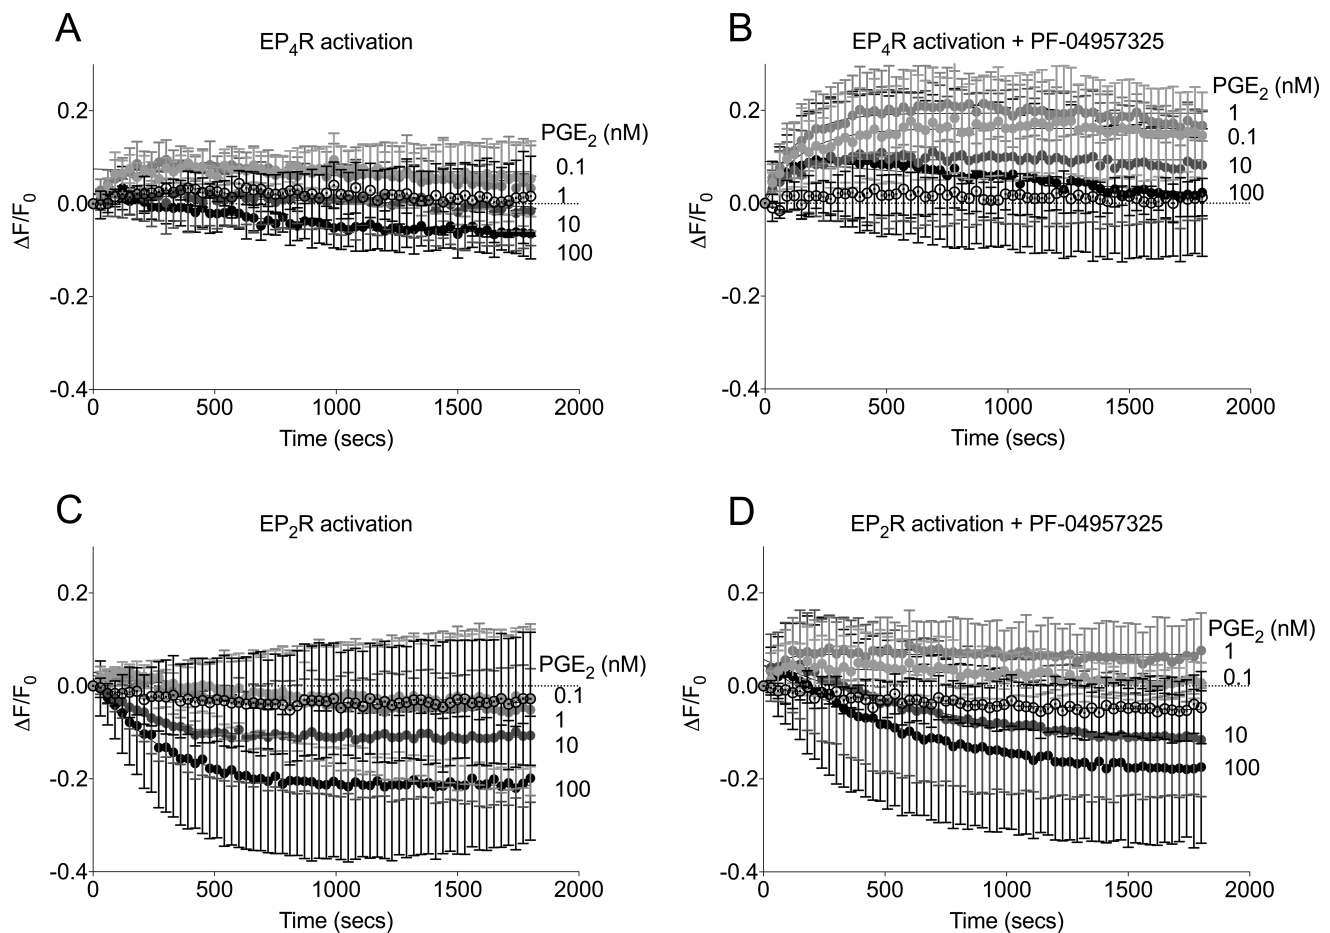 A
EP4R activation
0.2
0.0
-0.2
-0.4
ΔF/F0
0 500 1000 1500 2000
Time (secs)
PGE2 (nM)
0.1
1
10
100
B
EP4R activation + PF-04957325
0.2
0.0
-0.2
-0.4
ΔF/F0
0 500 1000 1500 2000
Time (secs)
PGE2 (nM)
1
0.1
10
100
C
EP2R activation
0.2
0.0
-0.2
-0.4
ΔF/F0
0 500 1000 1500 2000
Time (secs)
PGE2 (nM)
0.1
1
10
100
D
EP2R activation + PF-04957325
0.2
0.0
-0.2
-0.4
ΔF/F0
0 500 1000 1500 2000
Time (secs)
PGE2 (nM)
1
0.1
10
100